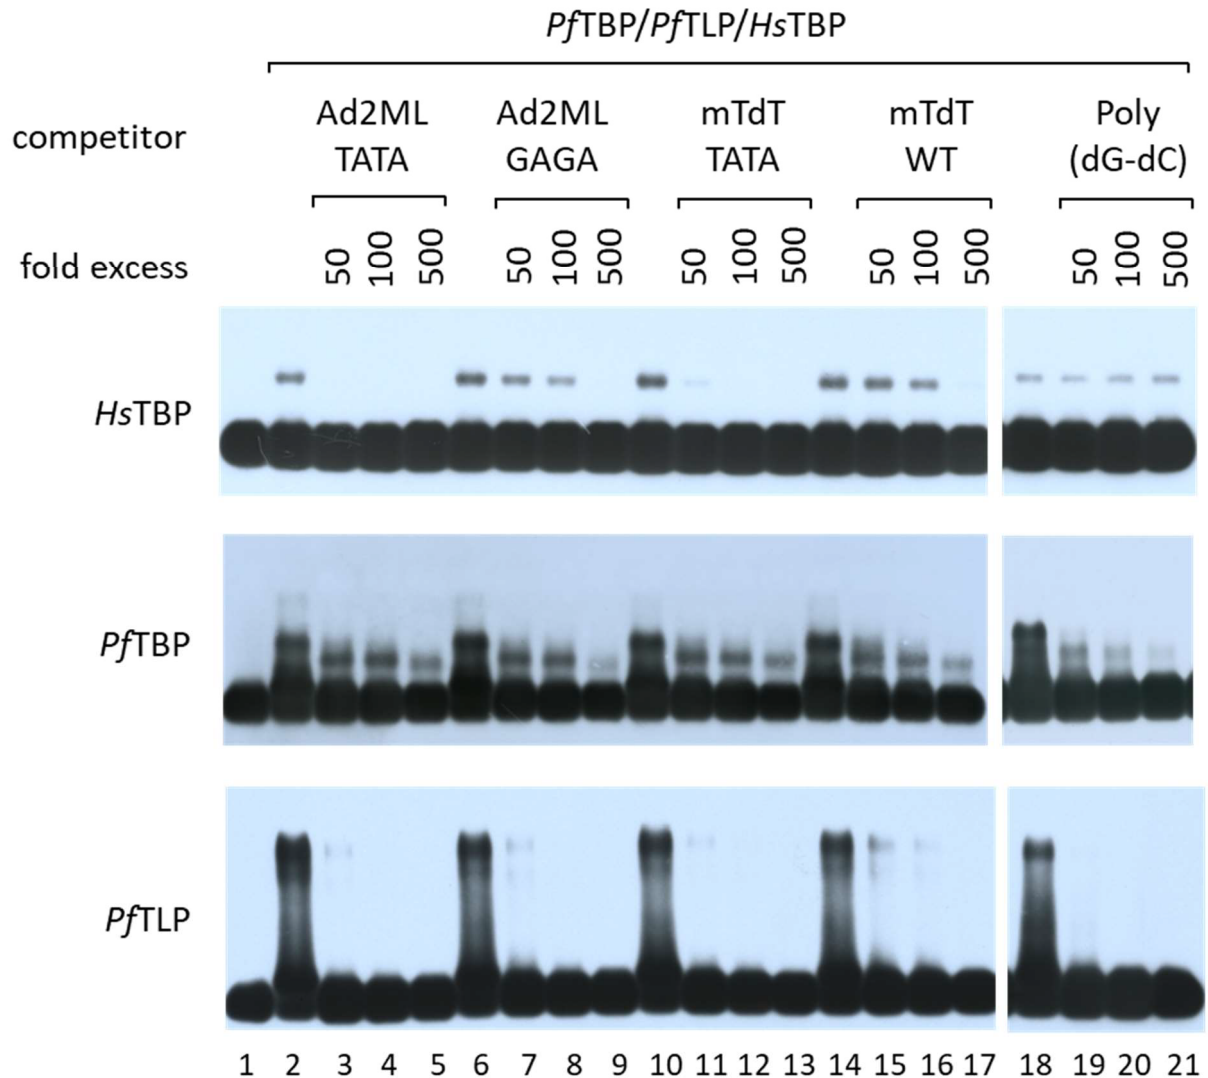 PfTBP/PfTLP/HsTBP
competitor
Ad2ML
TATA
Ad2ML
GAGA
mTdT
TATA
mTdT
WT
Poly
(dG-dC)
fold excess
50 100 500 50 100 500 50 100 500 50 100 500 50 100 500
HsTBP
PfTBP
PfTLP
1 2 3 4 5 6 7 8 9 10 11 12 13 14 15 16 17 18 19 20 21